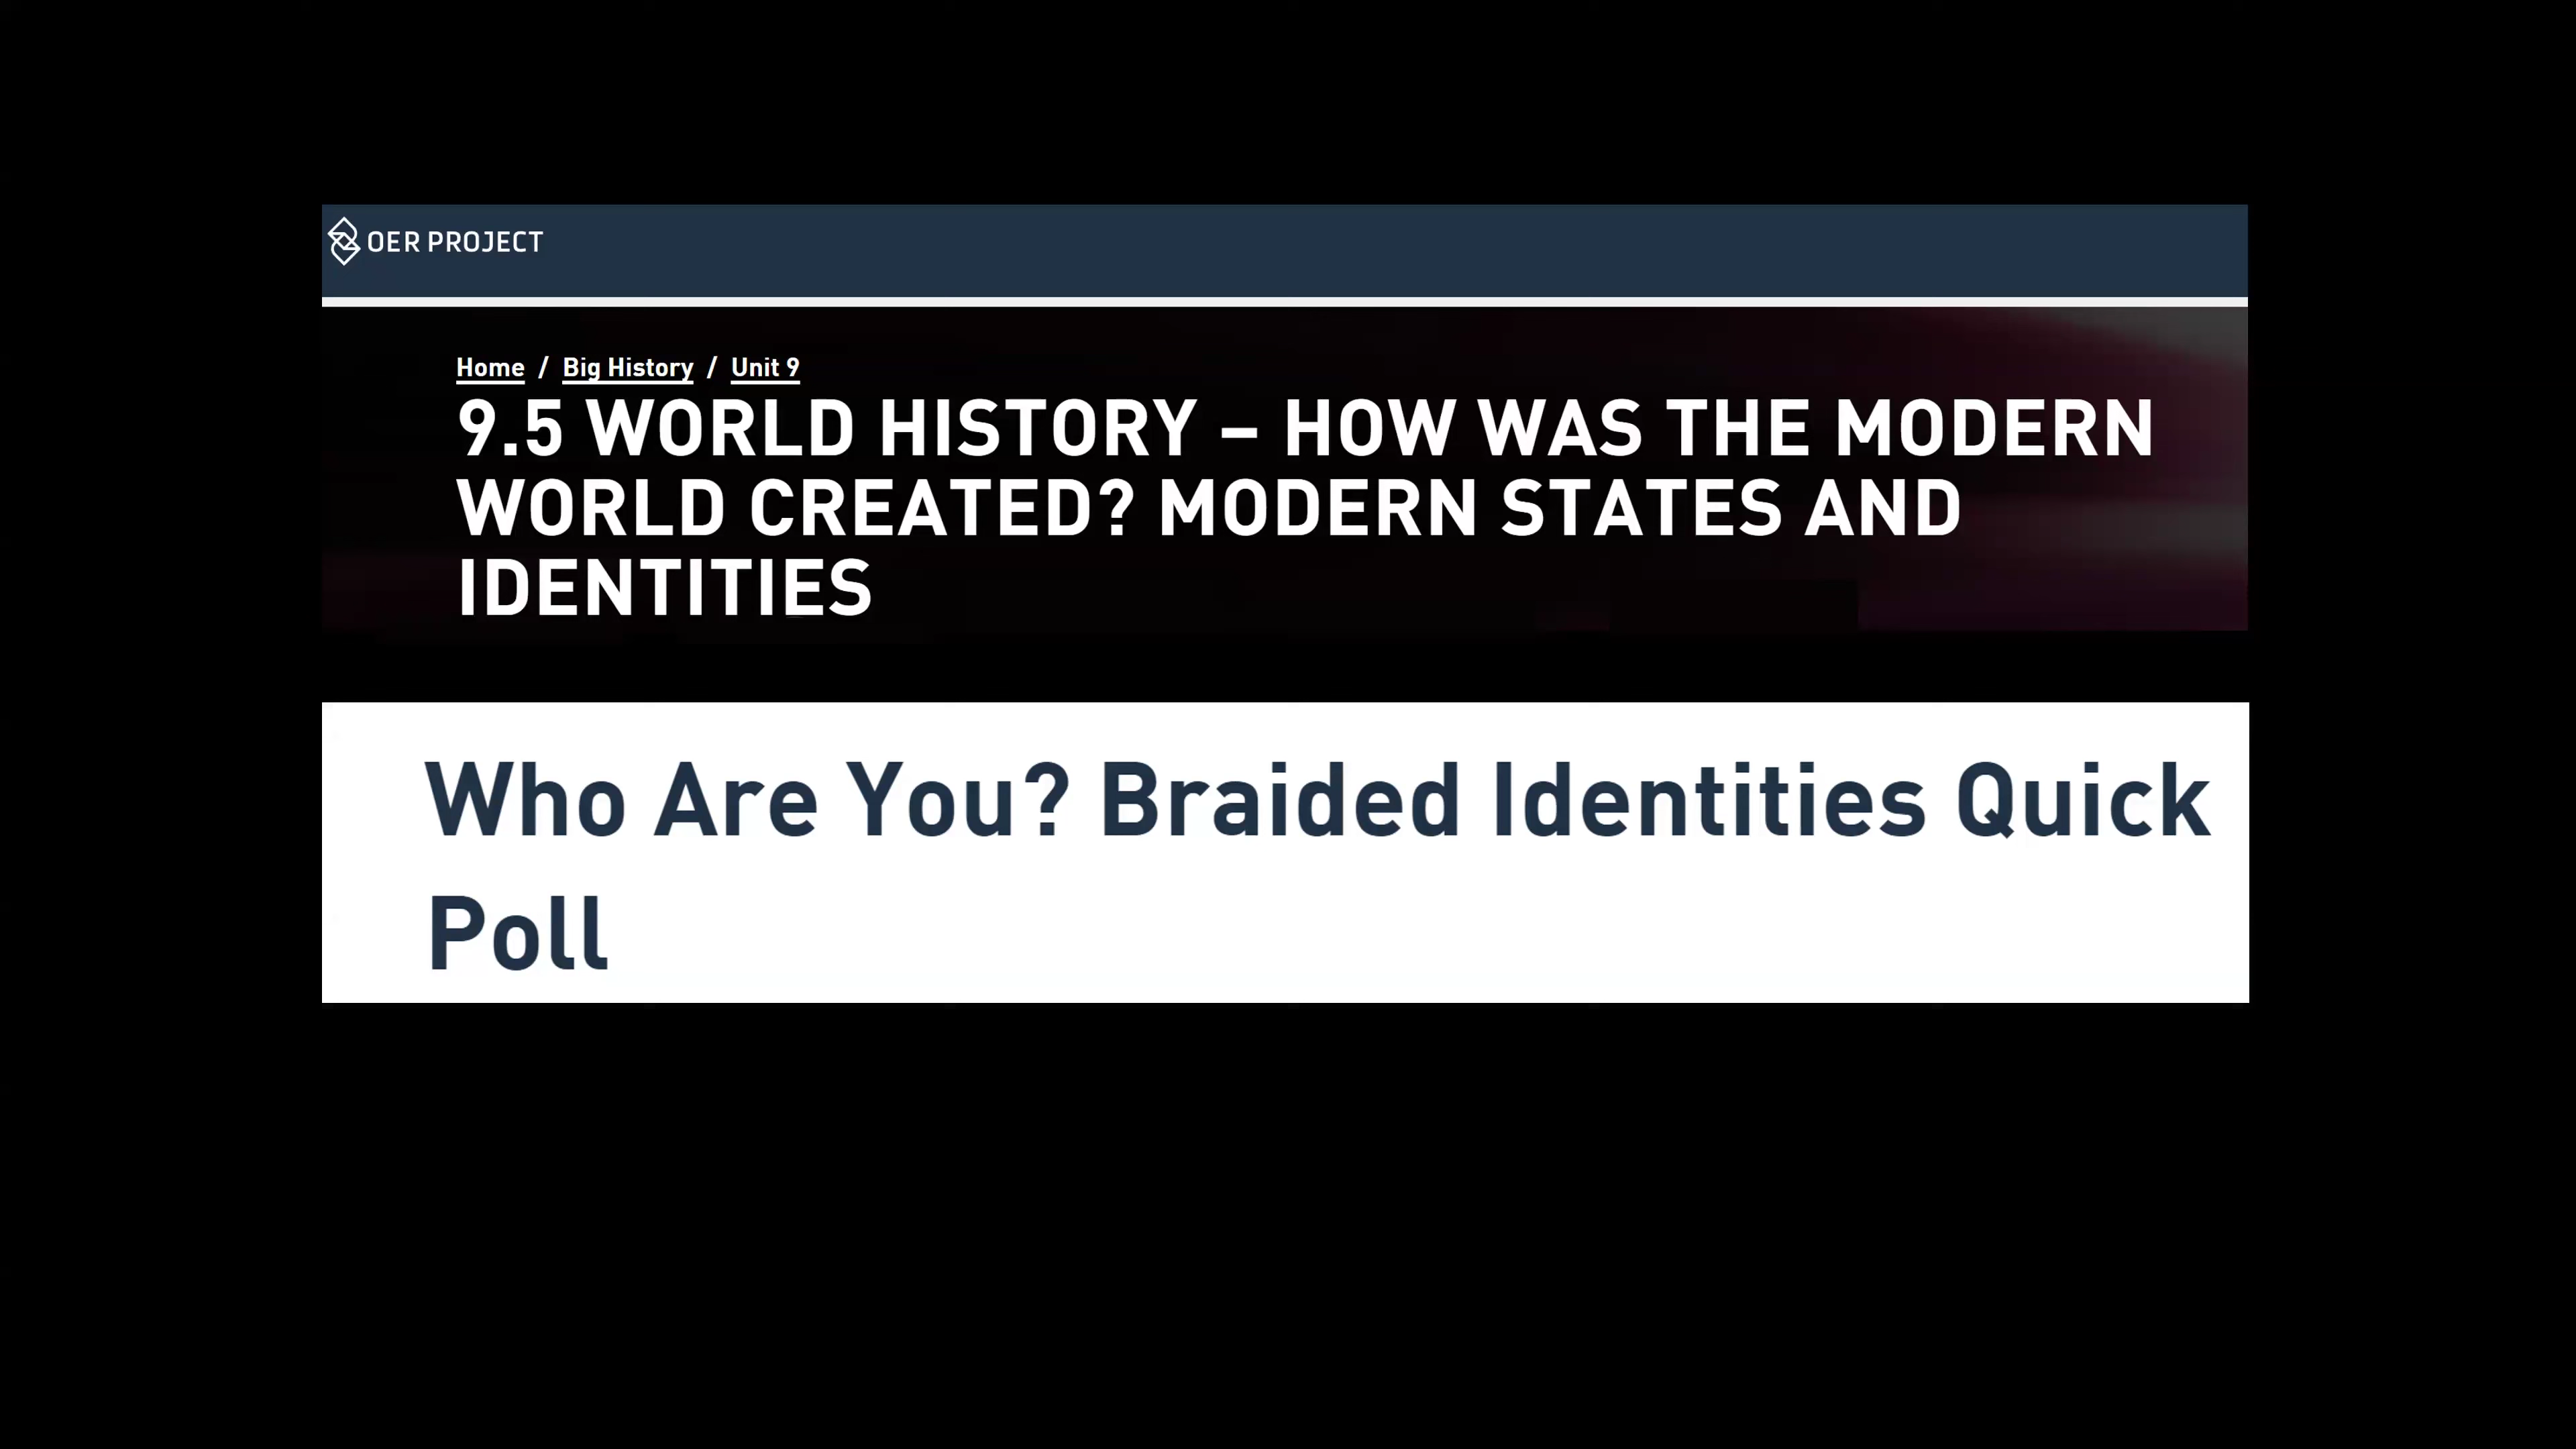 OER PROJECT
Home / Big History / Unit 9
9.5 WORLD HISTORY – HOW WAS THE MODERN
WORLD CREATED? MODERN STATES AND
IDENTITIES
Who Are You? Braided Identities Quick
Poll